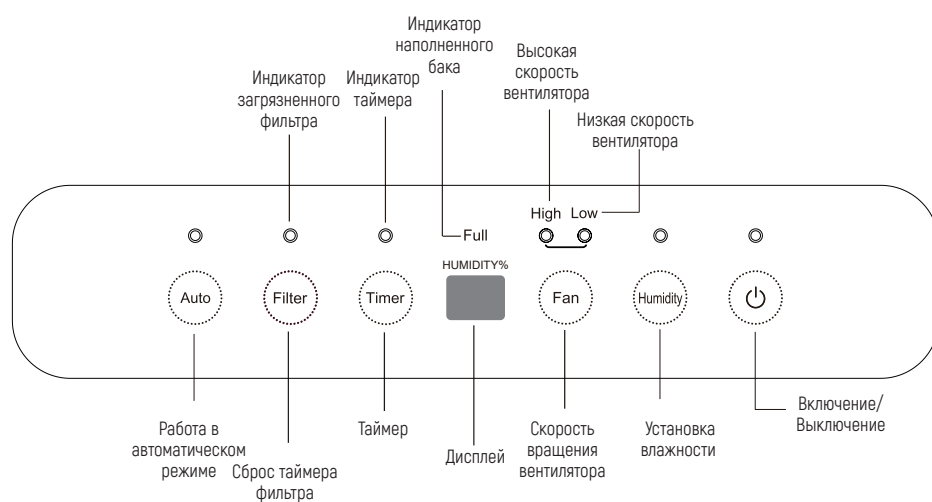 Индикатор
наполненного
бака
Высокая
скорость
вентилятора
Индикатор
загрязненного
фильтра
Индикатор
таймера
Низкая скорость
вентилятора
High Low
Full
HUMIDITY%
Auto
Filter
Timer
Fan
Humidity
Работа в
автоматическом
режиме
Сброс таймера
фильтра
Таймер
Дисплей
Скорость
вращения
вентилятора
Установка
влажности
Включение/
Выключение